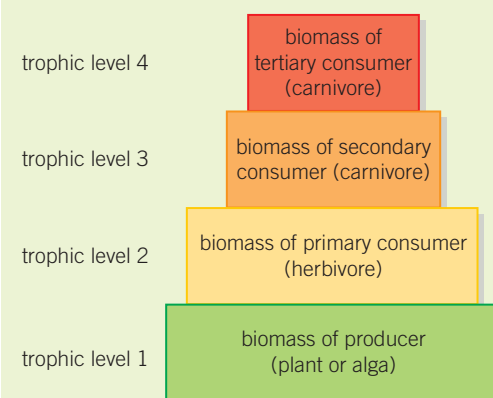 trophic level 4
biomass of
tertiary consumer
(carnivore)
trophic level 3
biomass of secondary
consumer (carnivore)
trophic level 2
biomass of primary consumer
(herbivore)
trophic level 1
biomass of producer
(plant or alga)